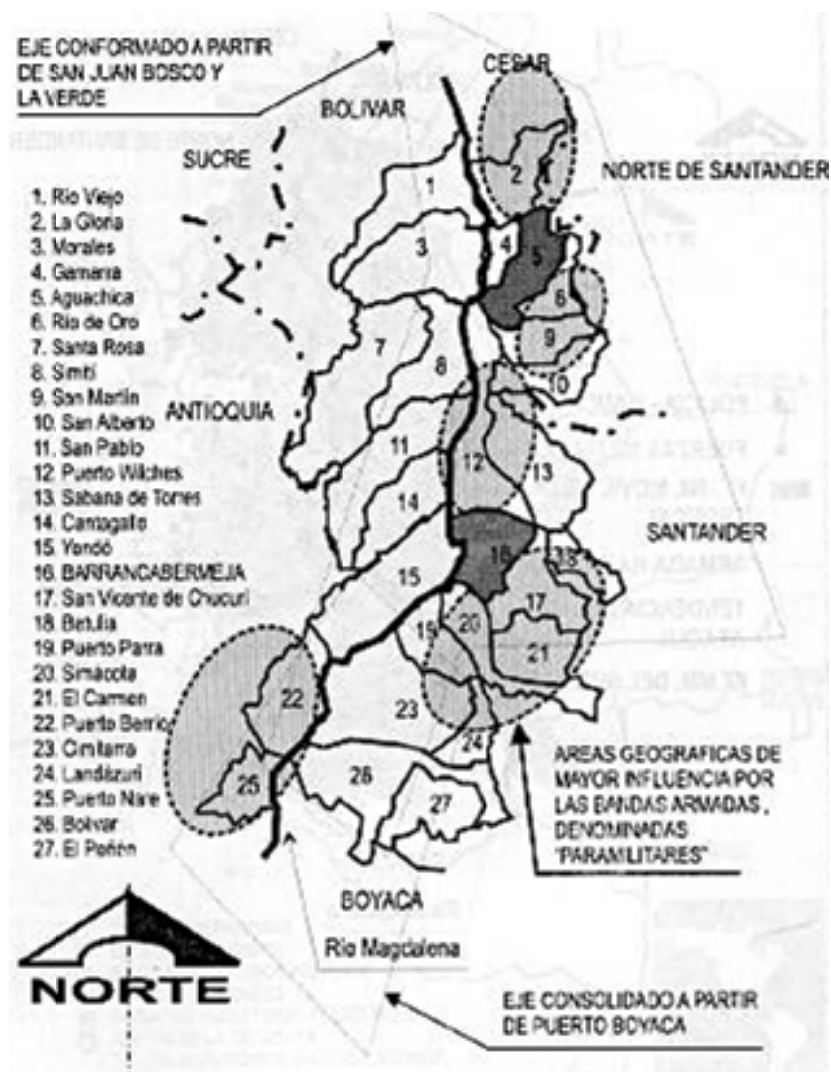 EJE CONFORMADO A PARTIR
DE SAN JUAN BOSCO Y
LA VERDE
CESAR
BOLIVAR
SUCRE
NORTE DE SANTANDER
1. Río Viejo
2. La Gloria
3. Morales
4. Gamarra
5. Aguachica
6. Río de Oro
7. Santa Rosa
8. Simití
9. San Martín
10. San Alberto
11. San Pablo
12. Puerto Wilches
13. Sabana de Torres
14. Cantagallo
15. Yondó
16. BARRANCABERMEJA
17. San Vicente de Chucurí
18. Betulia
19. Puerto Parra
20. Simacota
21. El Carmen
22. Puerto Berrío
23. Cimitarra
24. Landázuri
25. Puerto Nare
26. Bolívar
27. El Peñón
ANTIOQUIA
SANTANDER
1
2
3
4
5
6
7
8
9
10
11
12
13
14
15
16
17
18
19
20
21
22
23
24
25
26
27
AREAS GEOGRAFICAS DE
MAYOR INFLUENCIA POR
LAS BANDAS ARMADAS,
DENOMINADAS
"PARAMILITARES"
BOYACA
Río Magdalena
NORTE
EJE CONSOLIDADO A PARTIR
DE PUERTO BOYACA